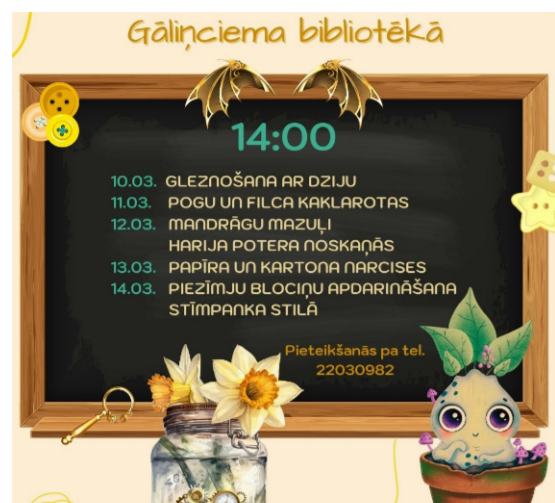 Gāliņciema bibliotēkā
14:00
10.03. GLEZNOŠANA AR DZIJU
11.03. POGU UN FILCA KAKLAROTAS
12.03. MANDRĀGU MAZUĻI
HARIJA POTERA NOSKAŅĀS
13.03. PAPĪRA UN KARTONA NARCISES
14.03. PIEZĪMJU BLOCIŅU APDARINĀŠANA
STĪMPANKA STILĀ
Pieteikšanās pa tel.
22030982